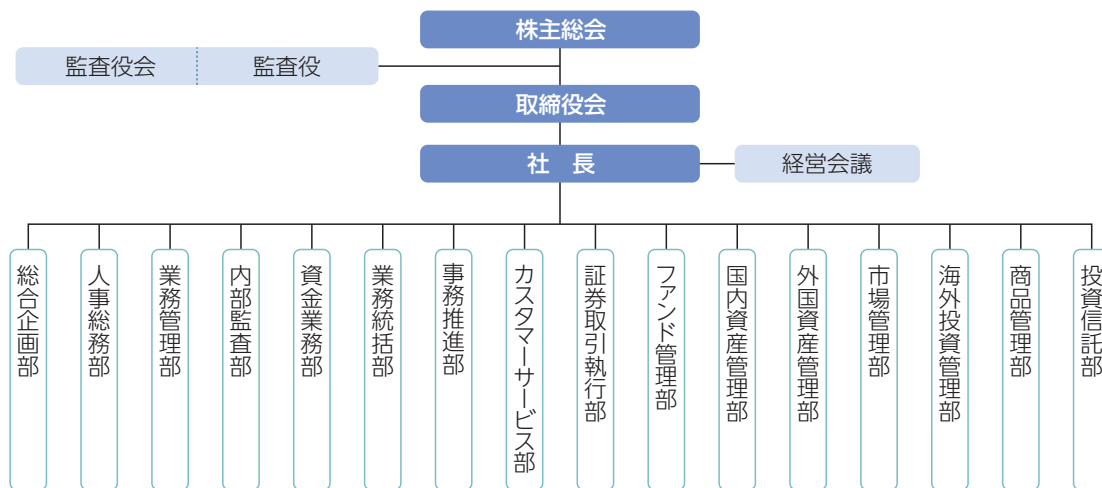 株主総会
監査役会
監査役
取締役会
社　長
経営会議
総合企画部
人事総務部
業務管理部
内部監査部
資金業務部
業務統括部
事務推進部
カスタマーサービス部
証券取引執行部
ファンド管理部
国内資産管理部
外国資産管理部
市場管理部
海外投資管理部
商品管理部
投資信託部